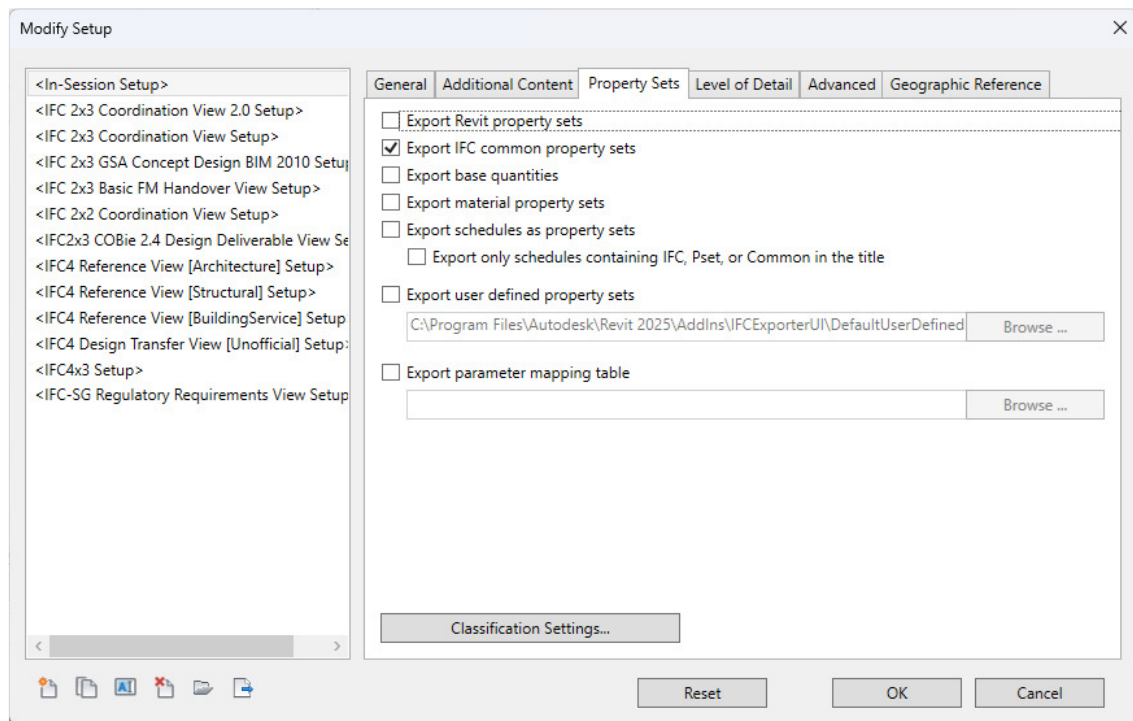 Modify Setup
<In-Session Setup>
<IFC 2x3 Coordination View 2.0 Setup>
<IFC 2x3 Coordination View Setup>
<IFC 2x3 GSA Concept Design BIM 2010 Setup
<IFC 2x3 Basic FM Handover View Setup>
<IFC 2x2 Coordination View Setup>
<IFC2x3 COBie 2.4 Design Deliverable View Se
<IFC4 Reference View [Architecture] Setup>
<IFC4 Reference View [Structural] Setup>
<IFC4 Reference View [BuildingService] Setup
<IFC4 Design Transfer View [Unofficial] Setup>
<IFC4x3 Setup>
<IFC-SG Regulatory Requirements View Setup
General Additional Content Property Sets Level of Detail Advanced Geographic Reference
Export Revit property sets
Export IFC common property sets
Export base quantities
Export material property sets
Export schedules as property sets
Export only schedules containing IFC, Pset, or Common in the title
Export user defined property sets
C:\Program Files\Autodesk\Revit 2025\AddIns\IFCExporterUI\DefaultUserDefined
Browse ...
Export parameter mapping table
Browse ...
Classification Settings...
AI
Reset OK Cancel